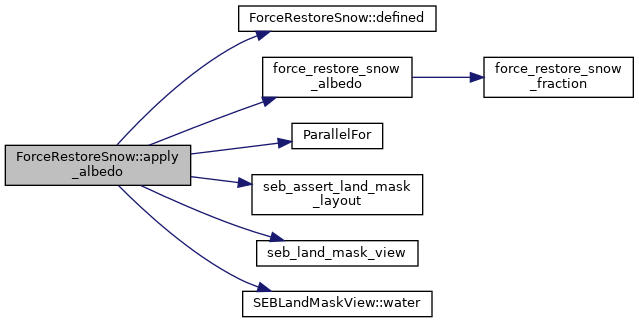 ForceRestoreSnow::defined
force_restore_snow
_albedo
force_restore_snow
_fraction
ParallelFor
ForceRestoreSnow::apply
_albedo
seb_assert_land_mask
_layout
seb_land_mask_view
SEBLandMaskView::water